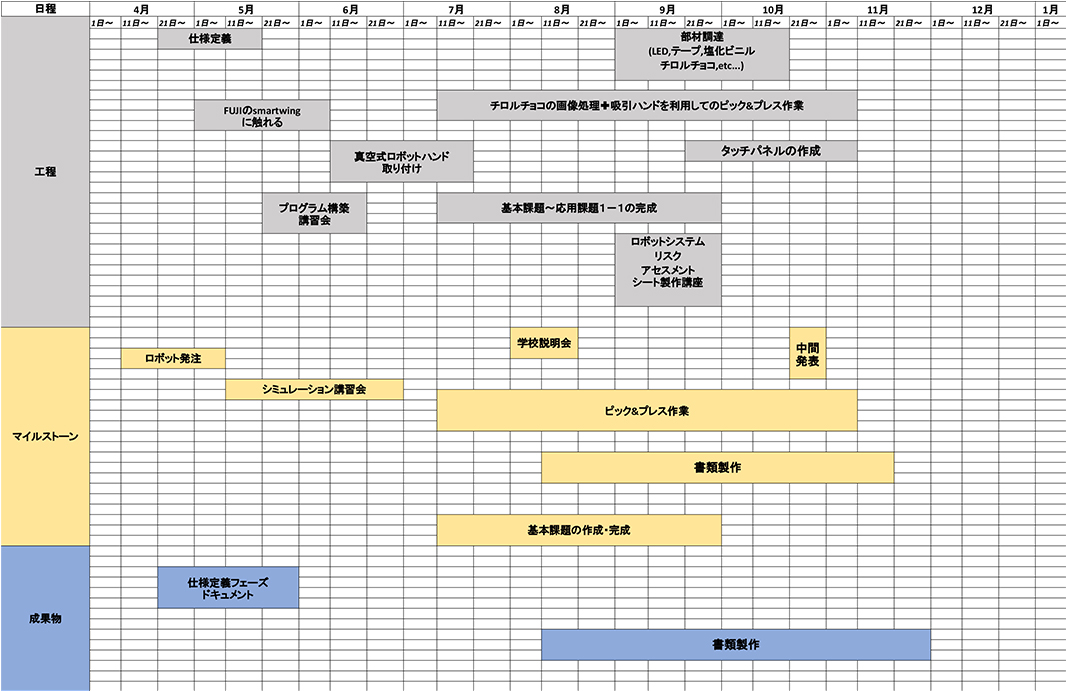 日程 4月 5月 6月 7月 8月 9月 10月 11月 12月 1月
1日～ 11日～ 21日～ 1日～ 11日～ 21日～ 1日～ 11日～ 21日～ 1日～ 11日～ 21日～ 1日～ 11日～ 21日～ 1日～ 11日～ 21日～ 1日～ 11日～ 21日～ 1日～ 11日～ 21日～ 1日～ 11日～ 21日～ 1日～
工程
仕様定義
部材調達
(LED,テープ,塩化ビニル
チロルチョコ,etc...)
FUJIのsmartwing
に触れる
チロルチョコの画像処理✚吸引ハンドを利用してのピック&プレス作業
真空式ロボットハンド
取り付け
タッチパネルの作成
プログラム構築
講習会
基本課題～応用課題１－１の完成
ロボットシステム
リスク
アセスメント
シート製作講座
マイルストーン
学校説明会
中間
発表
ロボット発注
シミュレーション講習会
ピック&プレス作業
書類製作
基本課題の作成・完成
成果物
仕様定義フェーズ
ドキュメント
書類製作